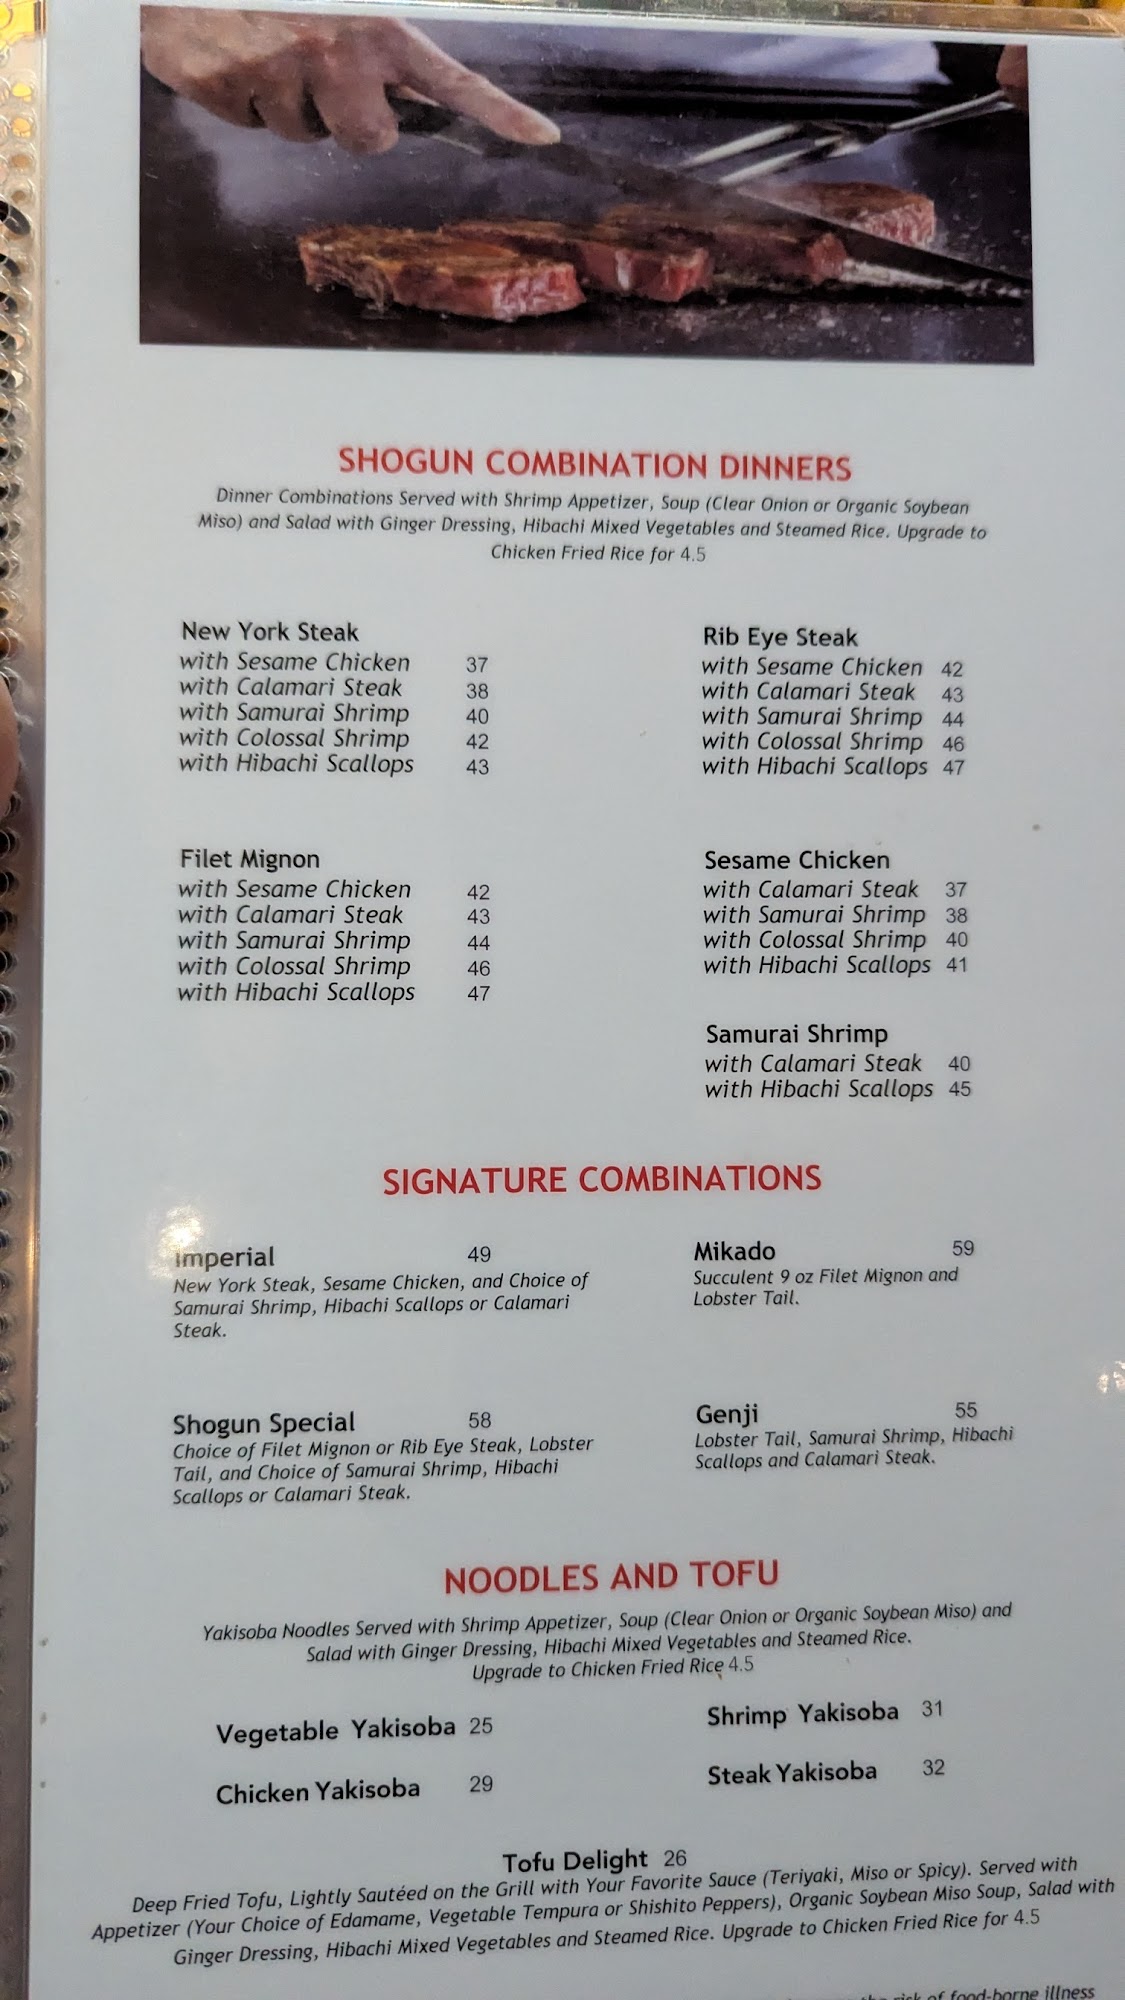 SHOGUN COMBINATION DINNERS
Dinner Combinations Served with Shrimp Appetizer, Soup (Clear Onion or Organic Soybean
Miso) and Salad with Ginger Dressing, Hibachi Mixed Vegetables and Steamed Rice. Upgrade to
Chicken Fried Rice for 4.5
New York Steak
with Sesame Chicken 37
with Calamari Steak 38
with Samurai Shrimp 40
with Colossal Shrimp 42
with Hibachi Scallops 43
Rib Eye Steak
with Sesame Chicken 42
with Calamari Steak 43
with Samurai Shrimp 44
with Colossal Shrimp 46
with Hibachi Scallops 47
Filet Mignon
with Sesame Chicken 42
with Calamari Steak 43
with Samurai Shrimp 44
with Colossal Shrimp 46
with Hibachi Scallops 47
Sesame Chicken
with Calamari Steak 37
with Samurai Shrimp 38
with Colossal Shrimp 40
with Hibachi Scallops 41
Samurai Shrimp
with Calamari Steak 40
with Hibachi Scallops 45
SIGNATURE COMBINATIONS
Imperial 49
New York Steak, Sesame Chicken, and Choice of
Samurai Shrimp, Hibachi Scallops or Calamari
Steak.
Mikado 59
Succulent 9 oz Filet Mignon and
Lobster Tail.
Shogun Special 58
Choice of Filet Mignon or Rib Eye Steak, Lobster
Tail, and Choice of Samurai Shrimp, Hibachi
Scallops or Calamari Steak.
Genji 55
Lobster Tail, Samurai Shrimp, Hibachi
Scallops and Calamari Steak.
NOODLES AND TOFU
Yakisoba Noodles Served with Shrimp Appetizer, Soup (Clear Onion or Organic Soybean Miso) and
Salad with Ginger Dressing, Hibachi Mixed Vegetables and Steamed Rice.
Upgrade to Chicken Fried Rice 4.5
Vegetable Yakisoba 25
Shrimp Yakisoba 31
Chicken Yakisoba 29
Steak Yakisoba 32
Tofu Delight 26
Deep Fried Tofu, Lightly Sautéed on the Grill with Your Favorite Sauce (Teriyaki, Miso or Spicy). Served with
Appetizer (Your Choice of Edamame, Vegetable Tempura or Shishito Peppers), Organic Soybean Miso Soup, Salad with
Ginger Dressing, Hibachi Mixed Vegetables and Steamed Rice. Upgrade to Chicken Fried Rice for 4.5
risk of food-borne illness